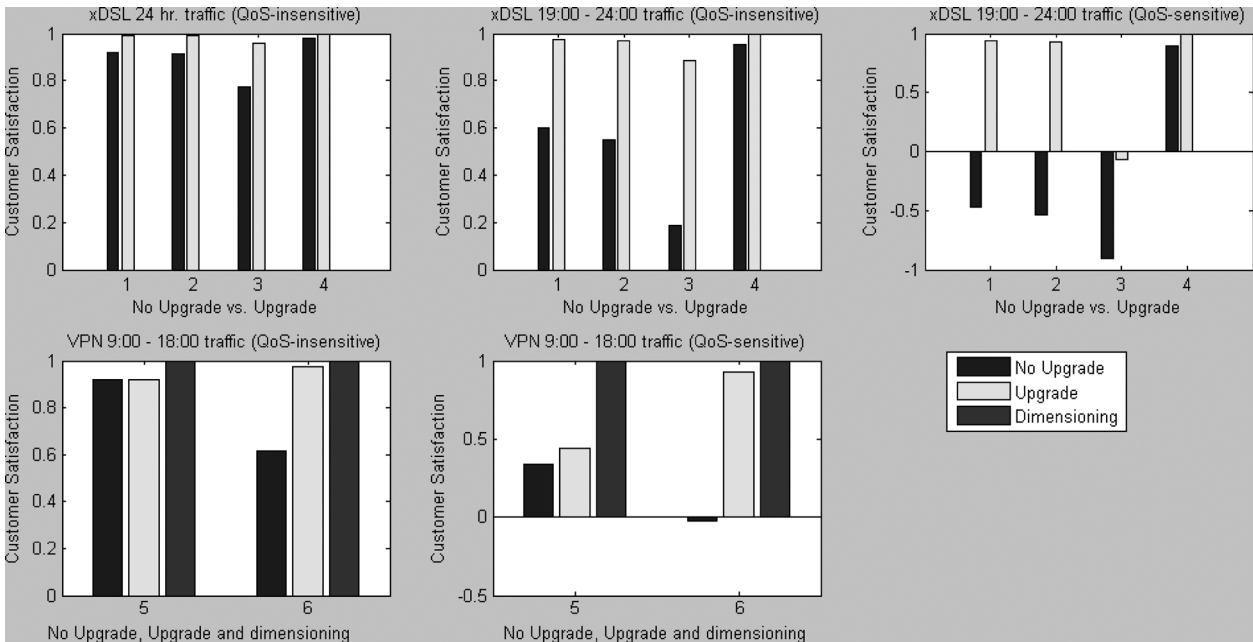 xDSL 24 hr. traffic (QoS-insensitive)
1
0.8
0.6
0.4
0.2
0
Customer Satisfaction
1 2 3 4
No Upgrade vs. Upgrade
xDSL 19:00 - 24:00 traffic (QoS-insensitive)
1
0.8
0.6
0.4
0.2
0
Customer Satisfaction
1 2 3 4
No Upgrade vs. Upgrade
xDSL 19:00 - 24:00 traffic (QoS-sensitive)
1
0.5
0
-0.5
-1
Customer Satisfaction
1 2 3 4
No Upgrade vs. Upgrade
VPN 9:00 - 18:00 traffic (QoS-insensitive)
1
0.8
0.6
0.4
0.2
0
Customer Satisfaction
5 6
No Upgrade, Upgrade and dimensioning
VPN 9:00 - 18:00 traffic (QoS-sensitive)
1
0.5
0
-0.5
Customer Satisfaction
5 6
No Upgrade, Upgrade and dimensioning
No Upgrade
Upgrade
Dimensioning